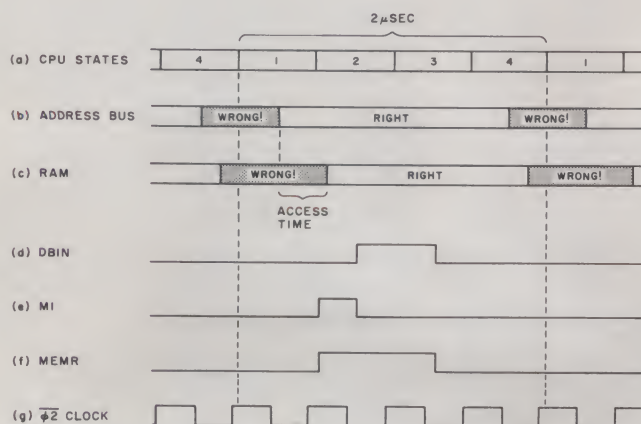 2µSEC
(a) CPU STATES 4 1 2 3 4 1
(b) ADDRESS BUS WRONG! RIGHT WRONG!
(c) RAM WRONG! RIGHT WRONG!
ACCESS
TIME
(d) DBIN
(e) MI
(f) MEMR
(g) φ2 CLOCK